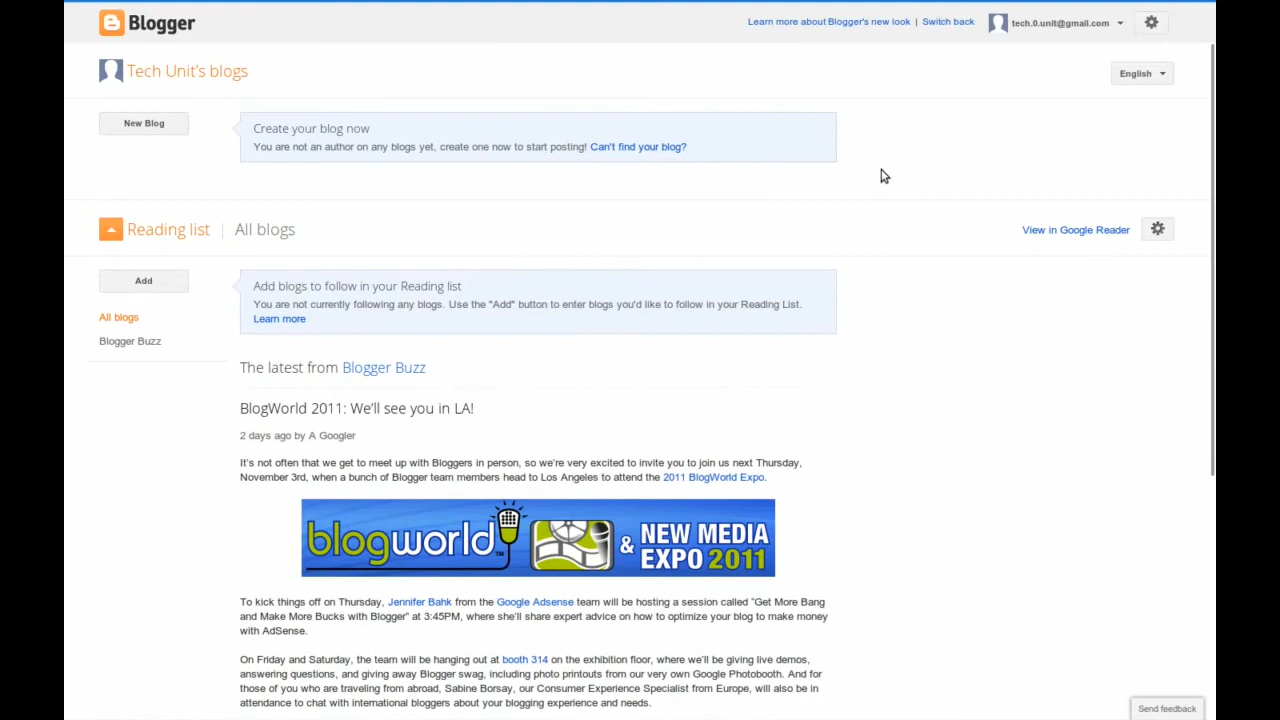 Blogger
Learn more about Blogger's new look | Switch back
tech.0.unit@gmail.com
Tech Unit's blogs
English
New Blog
Create your blog now
You are not an author on any blogs yet, create one now to start posting! Can't find your blog?
Reading list | All blogs
View in Google Reader
Add
Add blogs to follow in your Reading list
You are not currently following any blogs. Use the "Add" button to enter blogs you'd like to follow in your Reading List.
Learn more
All blogs
Blogger Buzz
The latest from Blogger Buzz
BlogWorld 2011: We'll see you in LA!
2 days ago by A Googler
It's not often that we get to meet up with Bloggers in person, so we're very excited to invite you to join us next Thursday,
November 3rd, when a bunch of Blogger team members head to Los Angeles to attend the 2011 BlogWorld Expo.
blogworld™ & NEW MEDIA
EXPO 2011
To kick things off on Thursday, Jennifer Bahk from the Google Adsense team will be hosting a session called "Get More Bang
and Make More Bucks with Blogger" at 3:45PM, where she'll share expert advice on how to optimize your blog to make money
with AdSense.
On Friday and Saturday, the team will be hanging out at booth 314 on the exhibition floor, where we'll be giving live demos,
answering questions, and giving away Blogger swag, including photo printouts from our very own Google Photobooth. And for
those of you who are traveling from abroad, Sabine Borsay, our Consumer Experience Specialist from Europe, will also be in
attendance to chat with international bloggers about your blogging experience and needs.
Send feedback